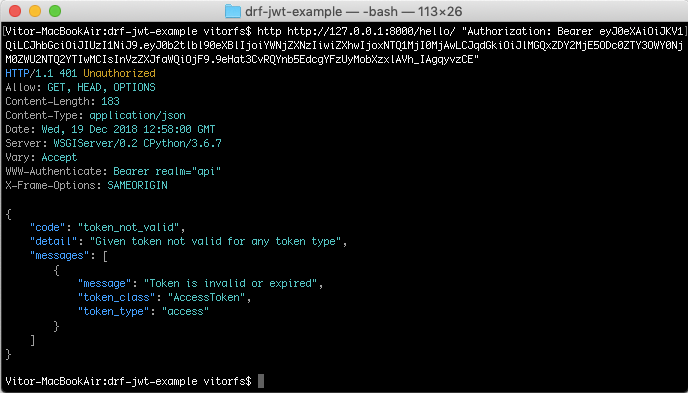 drf-jwt-example — -bash — 113×26
[Vitor-MacBookAir:drf-jwt-example vitorfs$ http http://127.0.0.1:8000/hello/ "Authorization: Bearer eyJ0eXAiOiJKV1]
QiLCJhbGciOiJIUzI1NiJ9.eyJ0b2tlbl90eXBlIjoiYWNjZXNzIiwiZXhwIjoxNTQ1MjI0MjAwLCJqdGkiOiJlMGQxZDY2MjE5ODc0ZTY3OWY0Nj
M0ZWU2NTQ2YTIwMCIsInVzZXJfaWQiOjF9.9eHat3CvRQYnb5EdcgYFzUyMobXzxlAVh_IAgqyvzCE"
HTTP/1.1 401 Unauthorized
Allow: GET, HEAD, OPTIONS
Content-Length: 183
Content-Type: application/json
Date: Wed, 19 Dec 2018 12:58:00 GMT
Server: WSGIServer/0.2 CPython/3.6.7
Vary: Accept
WWW-Authenticate: Bearer realm="api"
X-Frame-Options: SAMEORIGIN
{
"code": "token_not_valid",
"detail": "Given token not valid for any token type",
"messages": [
{
"message": "Token is invalid or expired",
"token_class": "AccessToken",
"token_type": "access"
}
]
}
Vitor-MacBookAir:drf-jwt-example vitorfs$